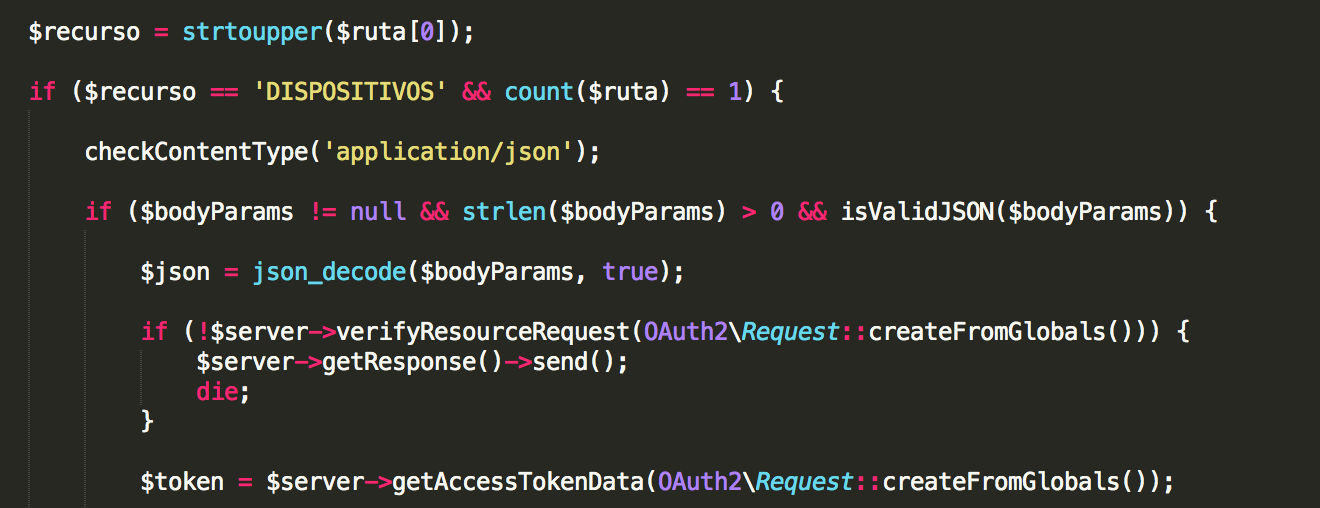 $recurso = strtoupper($ruta[0]);
if ($recurso == 'DISPOSITIVOS' && count($ruta) == 1) {
checkContentType('application/json');
if ($bodyParams != null && strlen($bodyParams) > 0 && isValidJSON($bodyParams)) {
$json = json_decode($bodyParams, true);
if (!$server->verifyResourceRequest(OAuth2\Request::createFromGlobals())) {
$server->getResponse()->send();
die;
}
$token = $server->getAccessTokenData(OAuth2\Request::createFromGlobals());